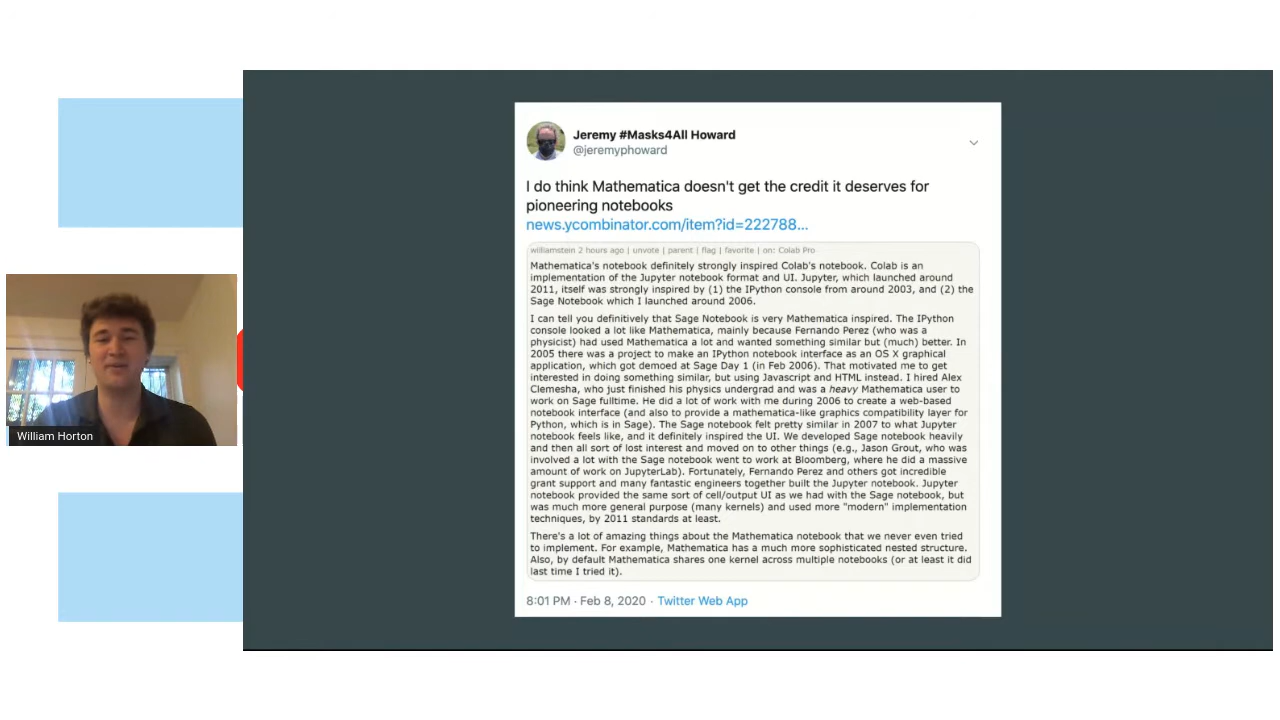 Jeremy #Masks4All Howard
@jeremyphoward
I do think Mathematica doesn't get the credit it deserves for
pioneering notebooks
news.ycombinator.com/item?id=222788...
williamstein 2 hours ago | unvote | parent | flag | favorite | on: Colab Pro
Mathematica's notebook definitely strongly inspired Colab's notebook. Colab is an
implementation of the Jupyter notebook format and UI. Jupyter, which launched around
2011, itself was strongly inspired by (1) the IPython console from around 2003, and (2) the
Sage Notebook which I launched around 2006.
I can tell you definitively that Sage Notebook is very Mathematica inspired. The IPython
console looked a lot like Mathematica, mainly because Fernando Perez (who was a
physicist) had used Mathematica a lot and wanted something similar but (much) better. In
2005 there was a project to make an IPython notebook interface as an OS X graphical
application, which got demoed at Sage Day 1 (in Feb 2006). That motivated me to get
interested in doing something similar, but using Javascript and HTML instead. I hired Alex
Clemesha, who just finished his physics undergrad and was a heavy Mathematica user to
work on Sage fulltime. He did a lot of work with me during 2006 to create a web-based
notebook interface (and also to provide a mathematica-like graphics compatibility layer for
Python, which is in Sage). The Sage notebook felt pretty similar in 2007 to what Jupyter
notebook feels like, and it definitely inspired the UI. We developed Sage notebook heavily
and then all sort of lost interest and moved on to other things (e.g., Jason Grout, who was
involved a lot with the Sage notebook went to work at Bloomberg, where he did a massive
amount of work on JupyterLab). Fortunately, Fernando Perez and others got incredible
grant support and many fantastic engineers together built the Jupyter notebook. Jupyter
notebook provided the same sort of cell/output UI as we had with the Sage notebook, but
was much more general purpose (many kernels) and used more "modern" implementation
techniques, by 2011 standards at least.
There's a lot of amazing things about the Mathematica notebook that we never even tried
to implement. For example, Mathematica has a much more sophisticated nested structure.
Also, by default Mathematica shares one kernel across multiple notebooks (or at least it did
last time I tried it).
8:01 PM · Feb 8, 2020 · Twitter Web App
William Horton